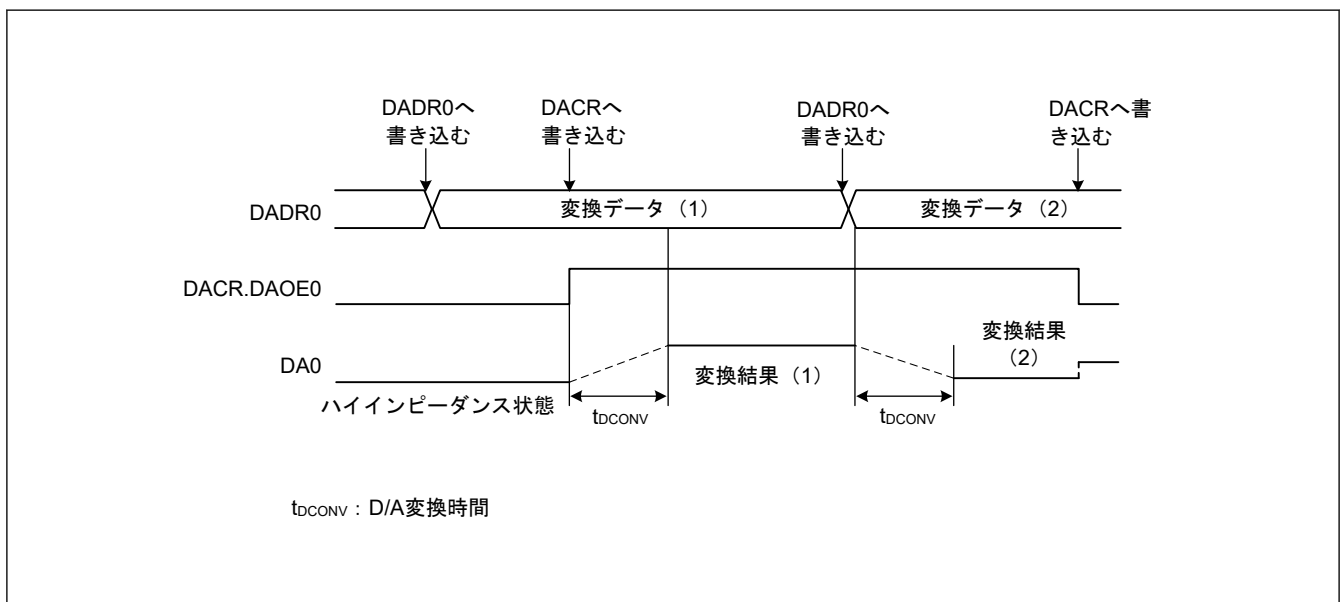 DADR0へ
書き込む
DACRへ
書き込む
DADR0へ
書き込む
DACRへ書
き込む
DADR0
変換データ（1）
変換データ（2）
DACR.DAOE0
DA0
変換結果（1）
変換結果
（2）
ハイインピーダンス状態
tDCONV
tDCONV
tDCONV：D/A変換時間